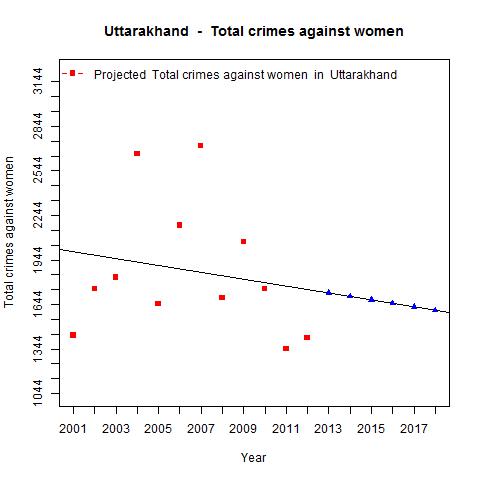 Uttarakhand - Total crimes against women
Projected Total crimes against women in Uttarakhand
Total crimes against women
3144
2844
2544
2244
1944
1644
1344
1044
2001 2003 2005 2007 2009 2011 2013 2015 2017
Year